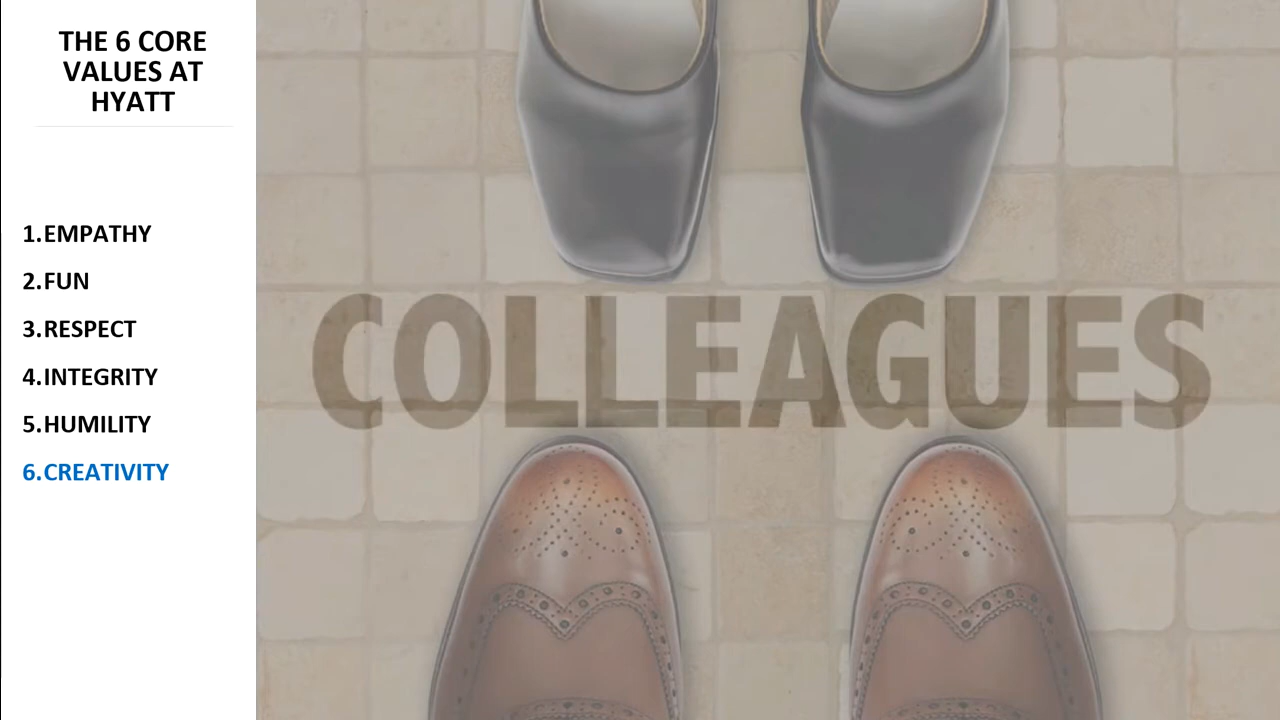 THE 6 CORE
VALUES AT
HYATT
1.EMPATHY
2.FUN
3.RESPECT
4.INTEGRITY
5.HUMILITY
6.CREATIVITY
COLLEAGUES